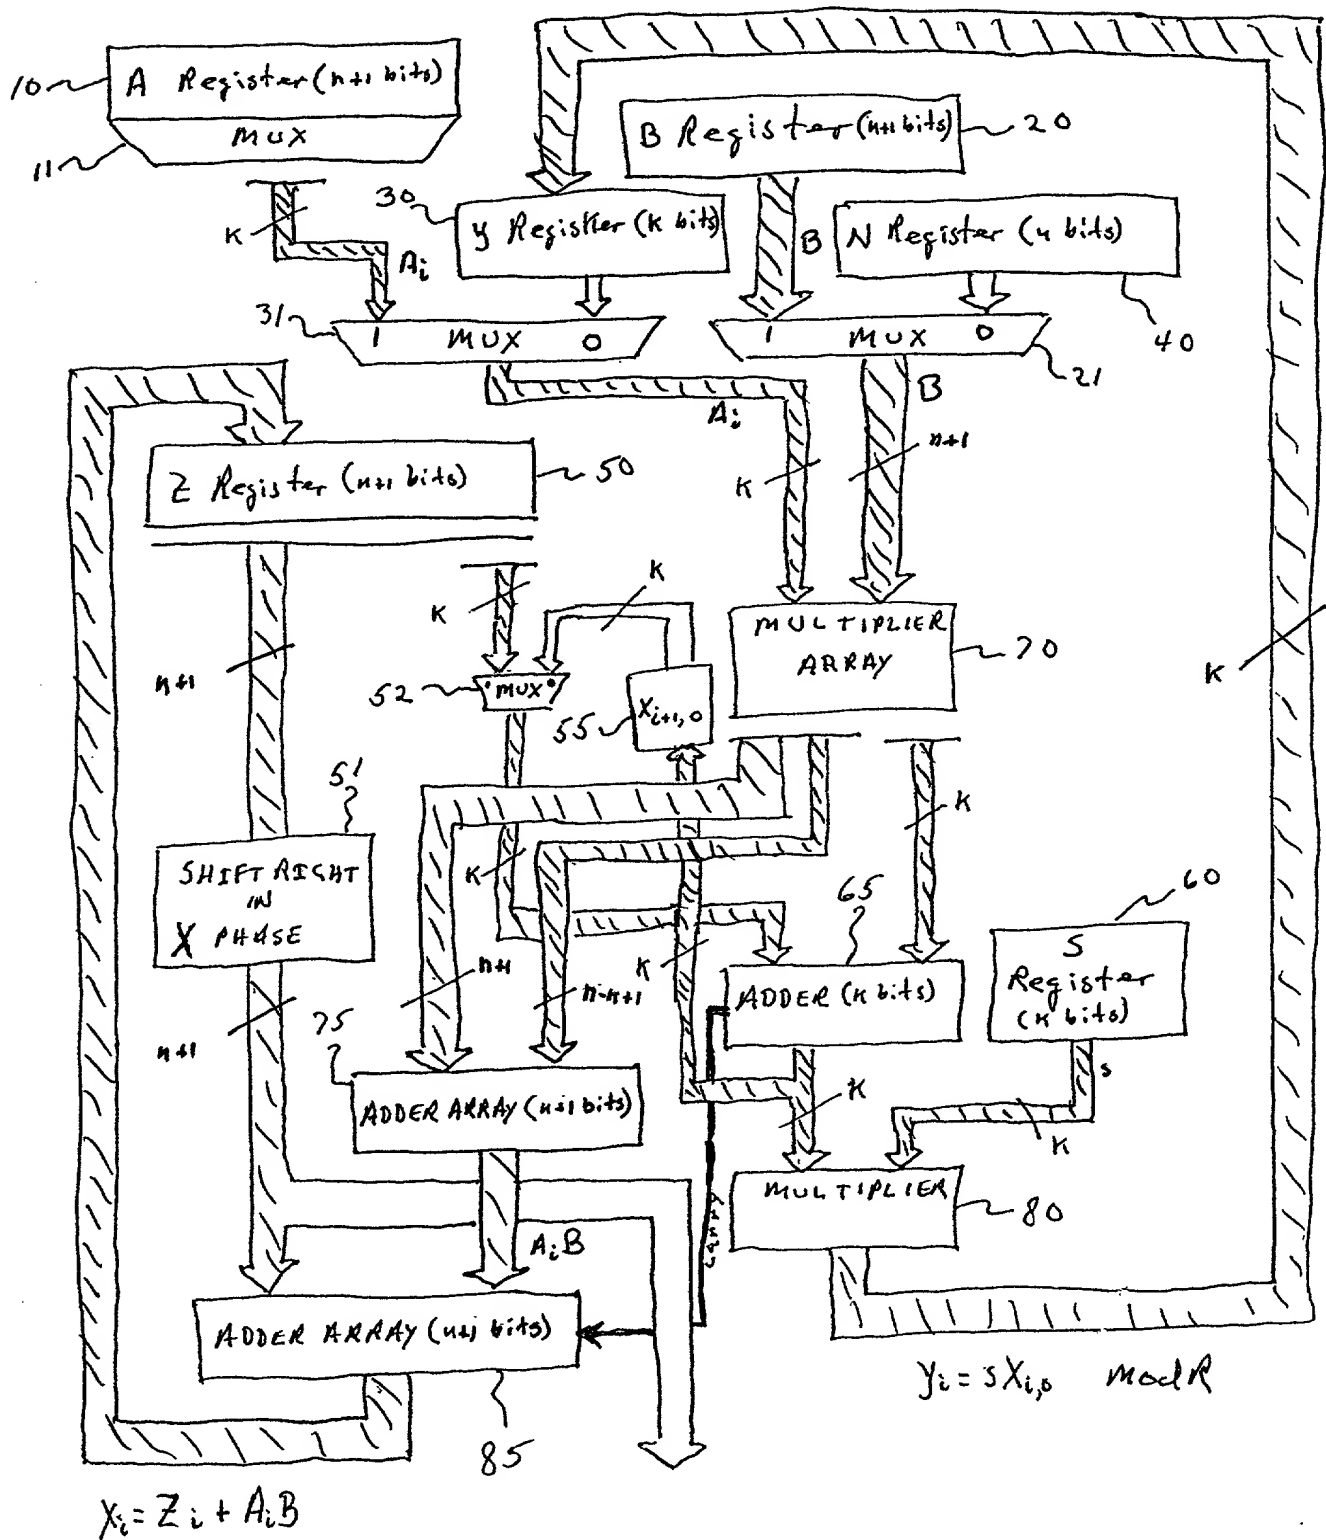 10 A Register (n+1 bits)
11 MUX
B Register (n+1 bits) 20
30
K
Ai
Y Register (k bits)
B
N Register (n bits)
40
31 1 MUX 0
1 MUX 0 21
Ai
B
n+1
K
Z Register (n+1 bits) 50
K
K
MULTIPLIER
ARRAY
70
K
n+1
52 MUX
55 Xi+1,0
51
SHIFT RIGHT
IN
X PHASE
K
K
65
60
n+1
n-k+1
K
ADDER (k bits)
S
Register
(k bits)
n+1
75
ADDER ARRAY (n+1 bits)
K
s
K
MULTIPLIER
80
carry
AiB
ADDER ARRAY (n+1 bits)
85
yi = s Xi,0 mod R
Xi = Zi + AiB